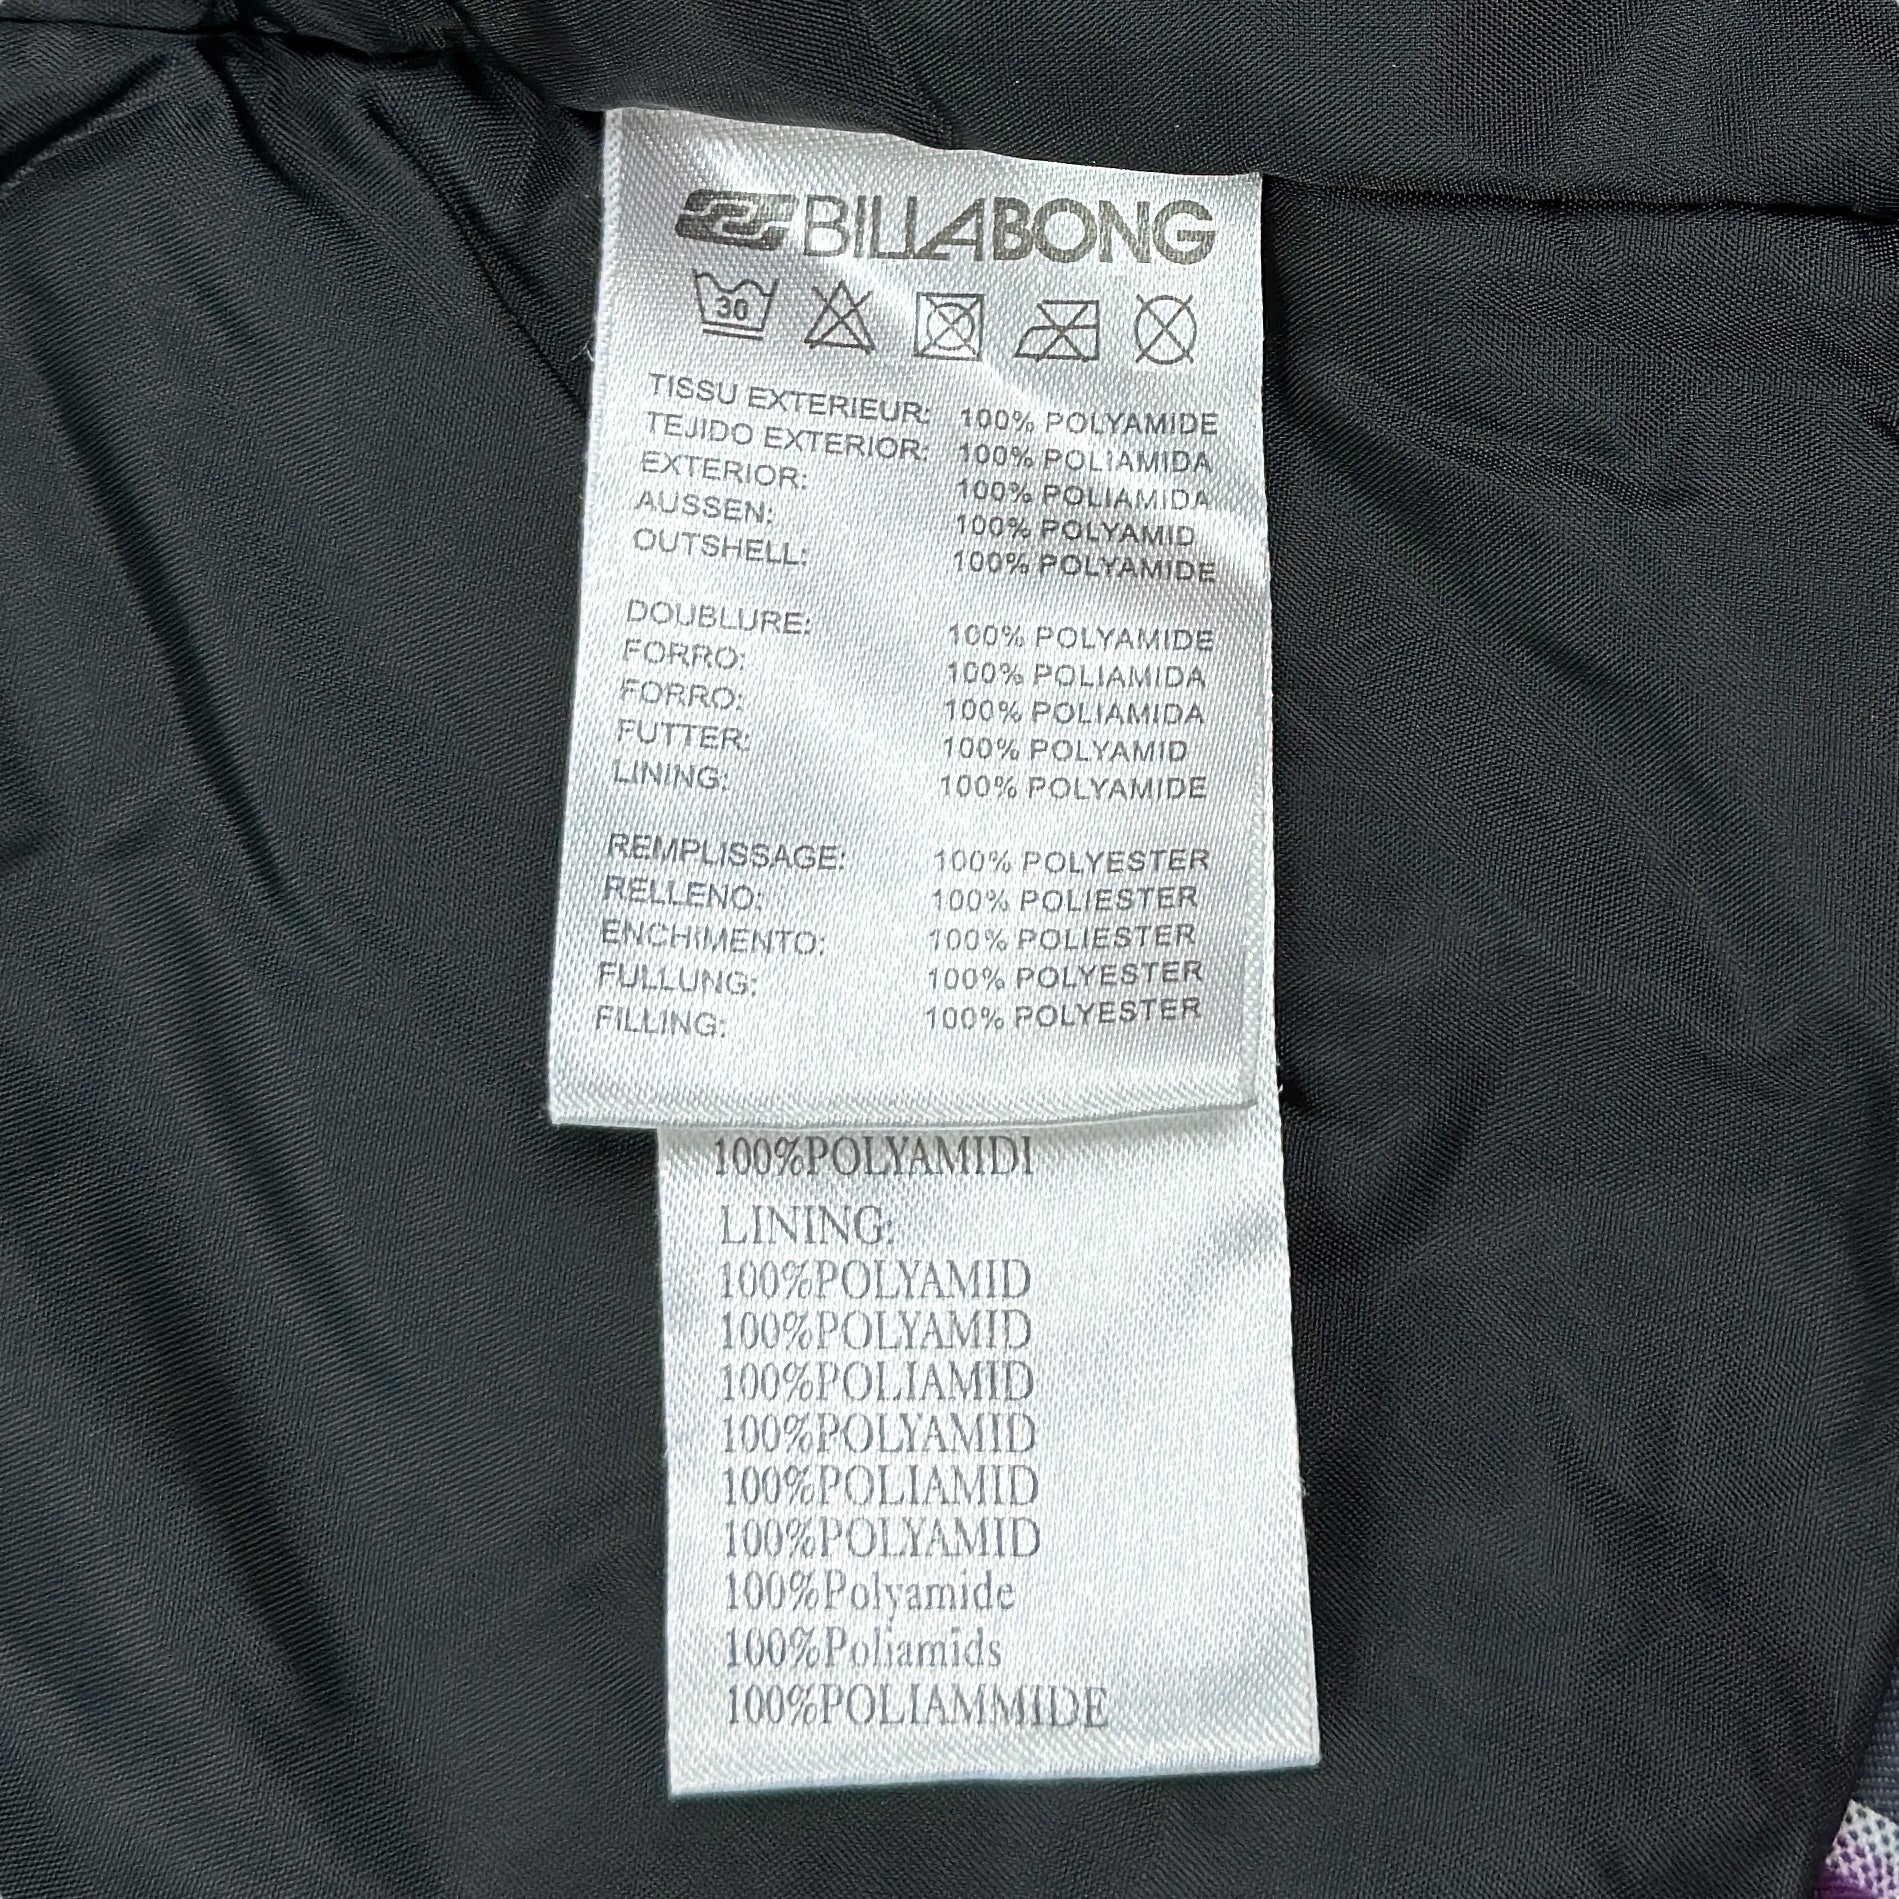 BILLABONG
30
TISSU EXTERIEUR: 100% POLYAMIDE
TEJIDO EXTERIOR: 100% POLIAMIDA
EXTERIOR: 100% POLIAMIDA
AUSSEN: 100% POLYAMID
OUTSHELL: 100% POLYAMIDE
DOUBLURE: 100% POLYAMIDE
FORRO: 100% POLIAMIDA
FORRO: 100% POLIAMIDA
FUTTER: 100% POLYAMID
LINING: 100% POLYAMIDE
REMPLISSAGE: 100% POLYESTER
RELLENO: 100% POLIESTER
ENCHIMENTO: 100% POLIESTER
FULLUNG: 100% POLYESTER
FILLING: 100% POLYESTER
100%POLYAMIDI
LINING:
100%POLYAMID
100%POLYAMID
100%POLIAMID
100%POLYAMID
100%POLIAMID
100%POLYAMID
100%Polyamide
100%Poliamids
100%POLIAMMIDE